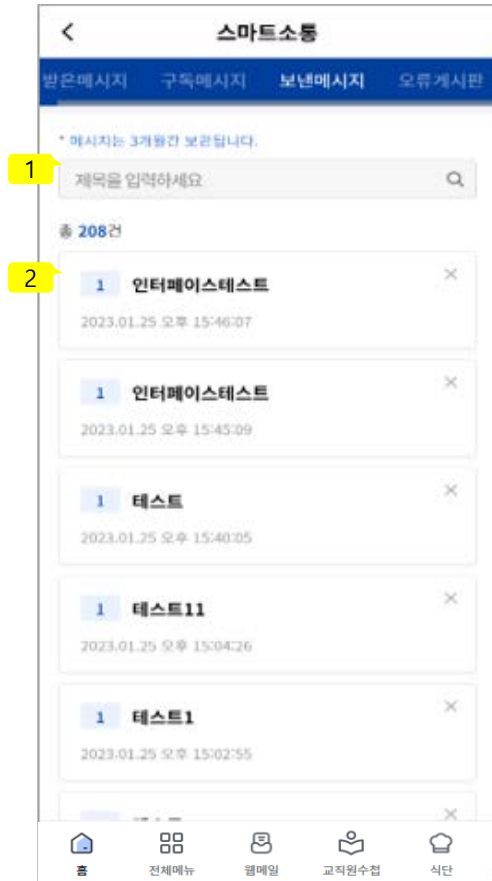 스마트소통
받은메시지 구독메시지 보낸메시지 오류게시판
* 메시지는 3개월간 보관됩니다.
1
제목을 입력하세요
총 208건
2
1 인터페이스테스트
2023.01.25 오후 15:46:07
1 인터페이스테스트
2023.01.25 오후 15:45:09
1 테스트
2023.01.25 오후 15:40:05
1 테스트11
2023.01.25 오후 15:04:26
1 테스트1
2023.01.25 오후 15:02:55
홈 전체메뉴 웹메일 교직원수첩 식단